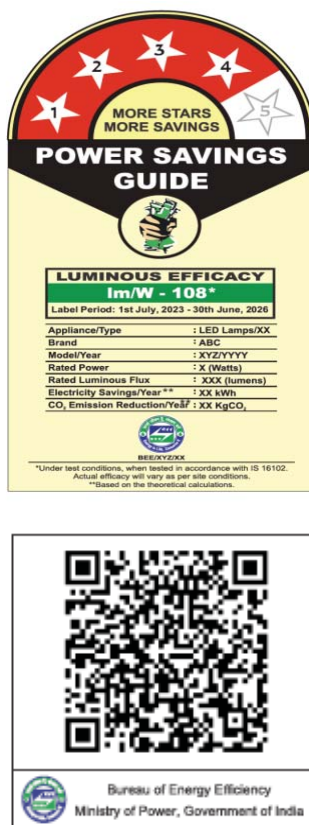 1
2
3
4
5
MORE STARS
MORE SAVINGS
POWER SAVINGS
GUIDE
LUMINOUS EFFICACY
lm/W - 108*
Label Period: 1st July, 2023 - 30th June, 2026
Appliance/Type : LED Lamps/XX
Brand : ABC
Model/Year : XYZ/YYYY
Rated Power : X (Watts)
Rated Luminous Flux : XXX (lumens)
Electricity Savings/Year** : XX kWh
CO₂ Emission Reduction/Year** : XX KgCO₂
BEE/XYZ/XX
*Under test conditions, when tested in accordance with IS 16102.
Actual efficacy will vary as per site conditions.
**Based on the theoretical calculations.
Bureau of Energy Efficiency
Ministry of Power, Government of India